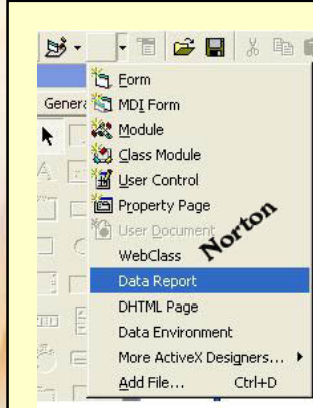 Form
Genera
MDI Form
Module
Class Module
User Control
Property Page
User Document
Norton
WebClass
Data Report
DHTML Page
Data Environment
More ActiveX Designers...
Add File... Ctrl+D